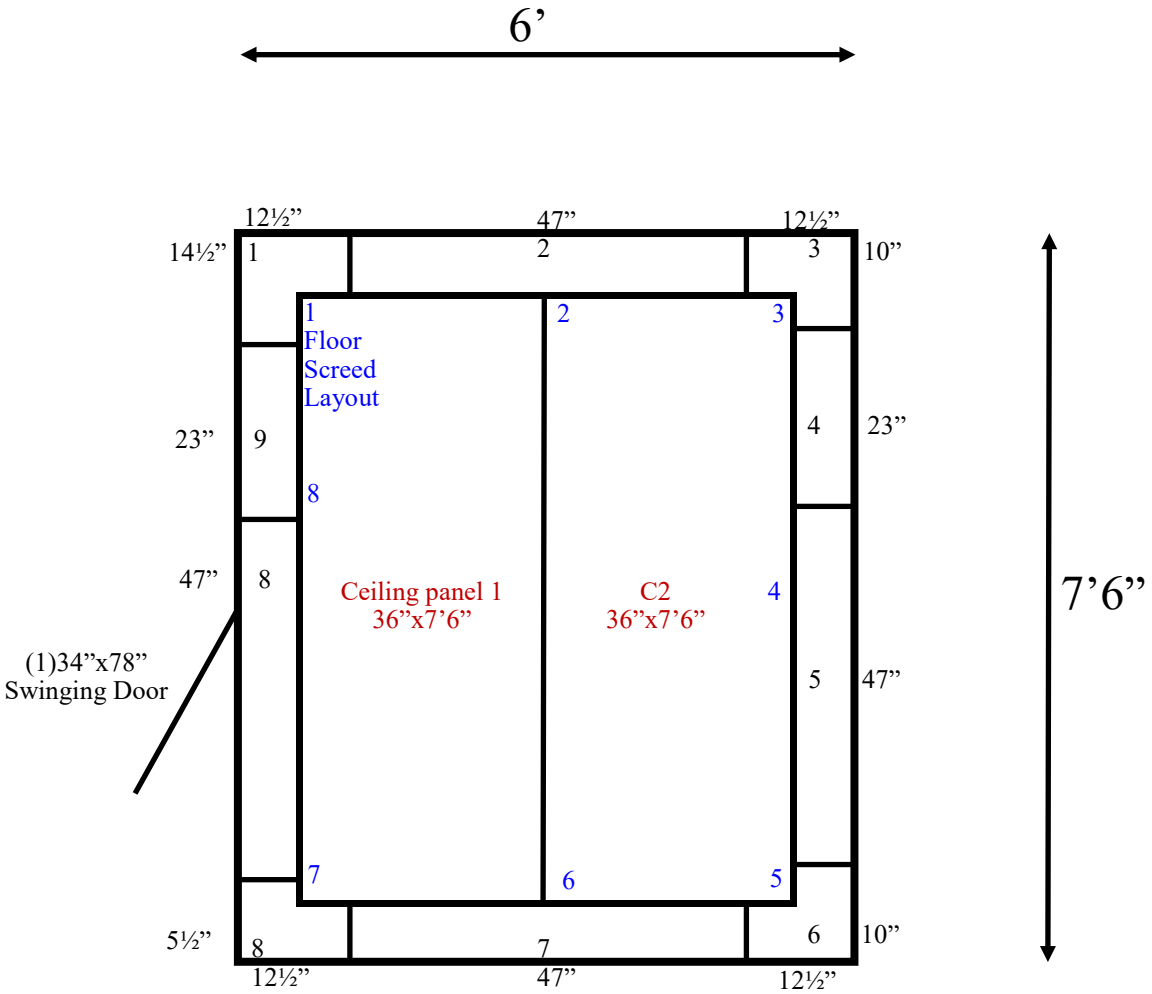 6’
12½” 47” 12½”
14½” 1 2 3 10”
1 2 3
Floor
Screed
Layout
23” 9 4 23”
8
47” 8 Ceiling panel 1 C2 4 7’6”
36”x7’6” 36”x7’6”
(1)34”x78”
Swinging Door
5 47”
7 6 5
5½” 8 7 6 10”
12½” 47” 12½”